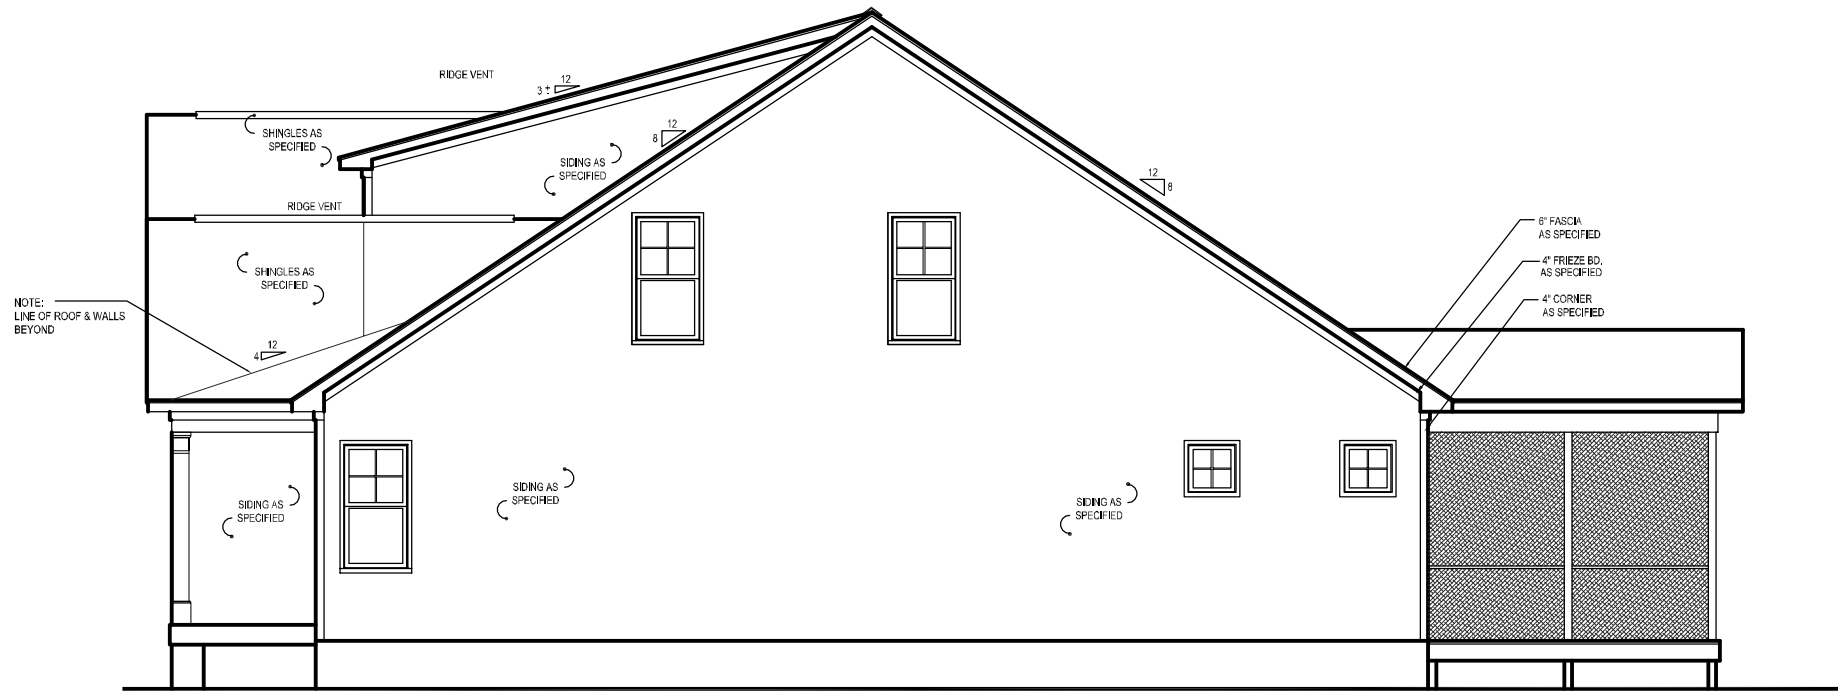 RIDGE VENT
12
3 ±
SHINGLES AS
SPECIFIED
12
8
SIDING AS
SPECIFIED
12
8
RIDGE VENT
6" FASCIA
AS SPECIFIED
4" FRIEZE BD.
AS SPECIFIED
4" CORNER
AS SPECIFIED
SHINGLES AS
SPECIFIED
NOTE:
LINE OF ROOF & WALLS
BEYOND
12
4
SIDING AS
SPECIFIED
SIDING AS
SPECIFIED
SIDING AS
SPECIFIED